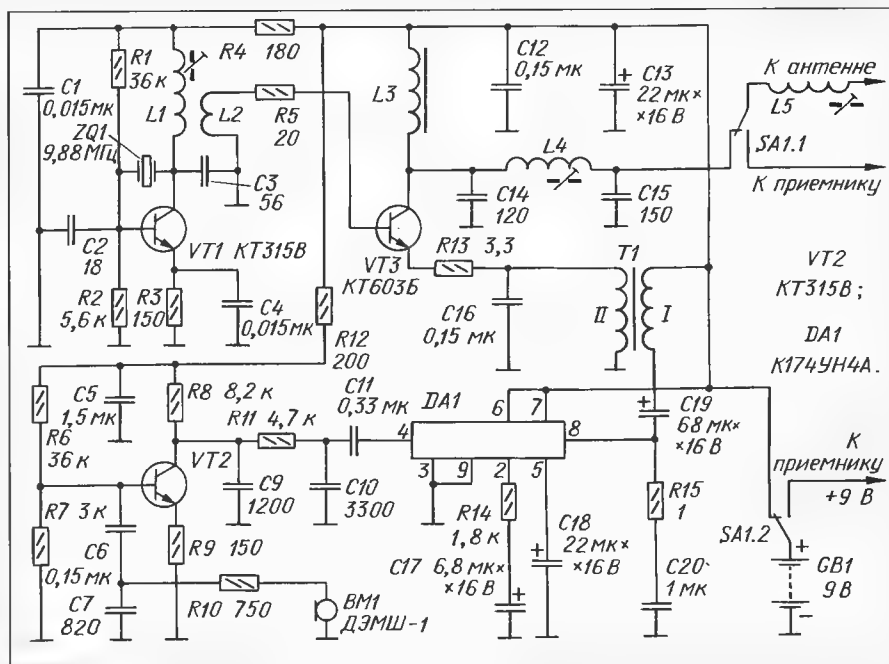 R1
36 к
R4
180
C1
0,015 мк
ZQ1
9,88 МГц
L1
L2
R5
20
L3
C12
0,15 мк
C13
22 мк×
×16 В
К антенне
L5
SA1.1
К приемнику
C3
56
L4
C14
120
C15
150
C2
18
VT1 КТ315В
R2
5,6 к
R3
150
C4
0,015 мк
VT3
КТ603Б
R13 3,3
C16
0,15 мк
T1
II
I
VT2
КТ315В;
DA1
К174УН4А.
R12
200
R6
36 к
C5
1,5 мк
R8 8,2 к
R11 4,7 к
C11
0,33 мк
DA1
6
7
4
8
3
9
2
5
C19
68 мк×
×16 В
VT2
C9
1200
C10
3300
R14
1,8 к
C18
22 мк×
×16 В
R15
1
К
приемнику
+9 В
SA1.2
R7 3 к
C6
0,15 мк
R9 150
C17 6,8 мк×
×16 В
C20
1 мк
GB1
9 В
C7
820
R10 750
BM1
ДЭМШ-1